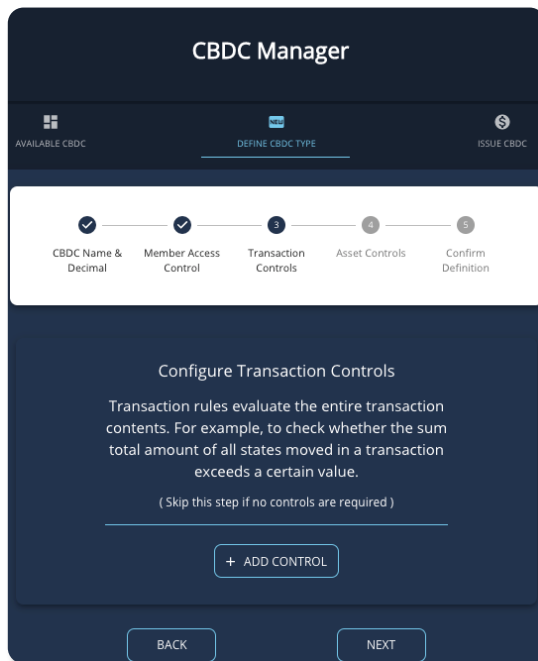 CBDC Manager
NEW!
AVAILABLE CBDC
DEFINE CBDC TYPE
ISSUE CBDC
3
4
5
CBDC Name &
Decimal
Member Access
Control
Transaction
Controls
Asset Controls
Confirm
Definition
Configure Transaction Controls
Transaction rules evaluate the entire transaction
contents. For example, to check whether the sum
total amount of all states moved in a transaction
exceeds a certain value.
( Skip this step if no controls are required )
+ ADD CONTROL
BACK
NEXT